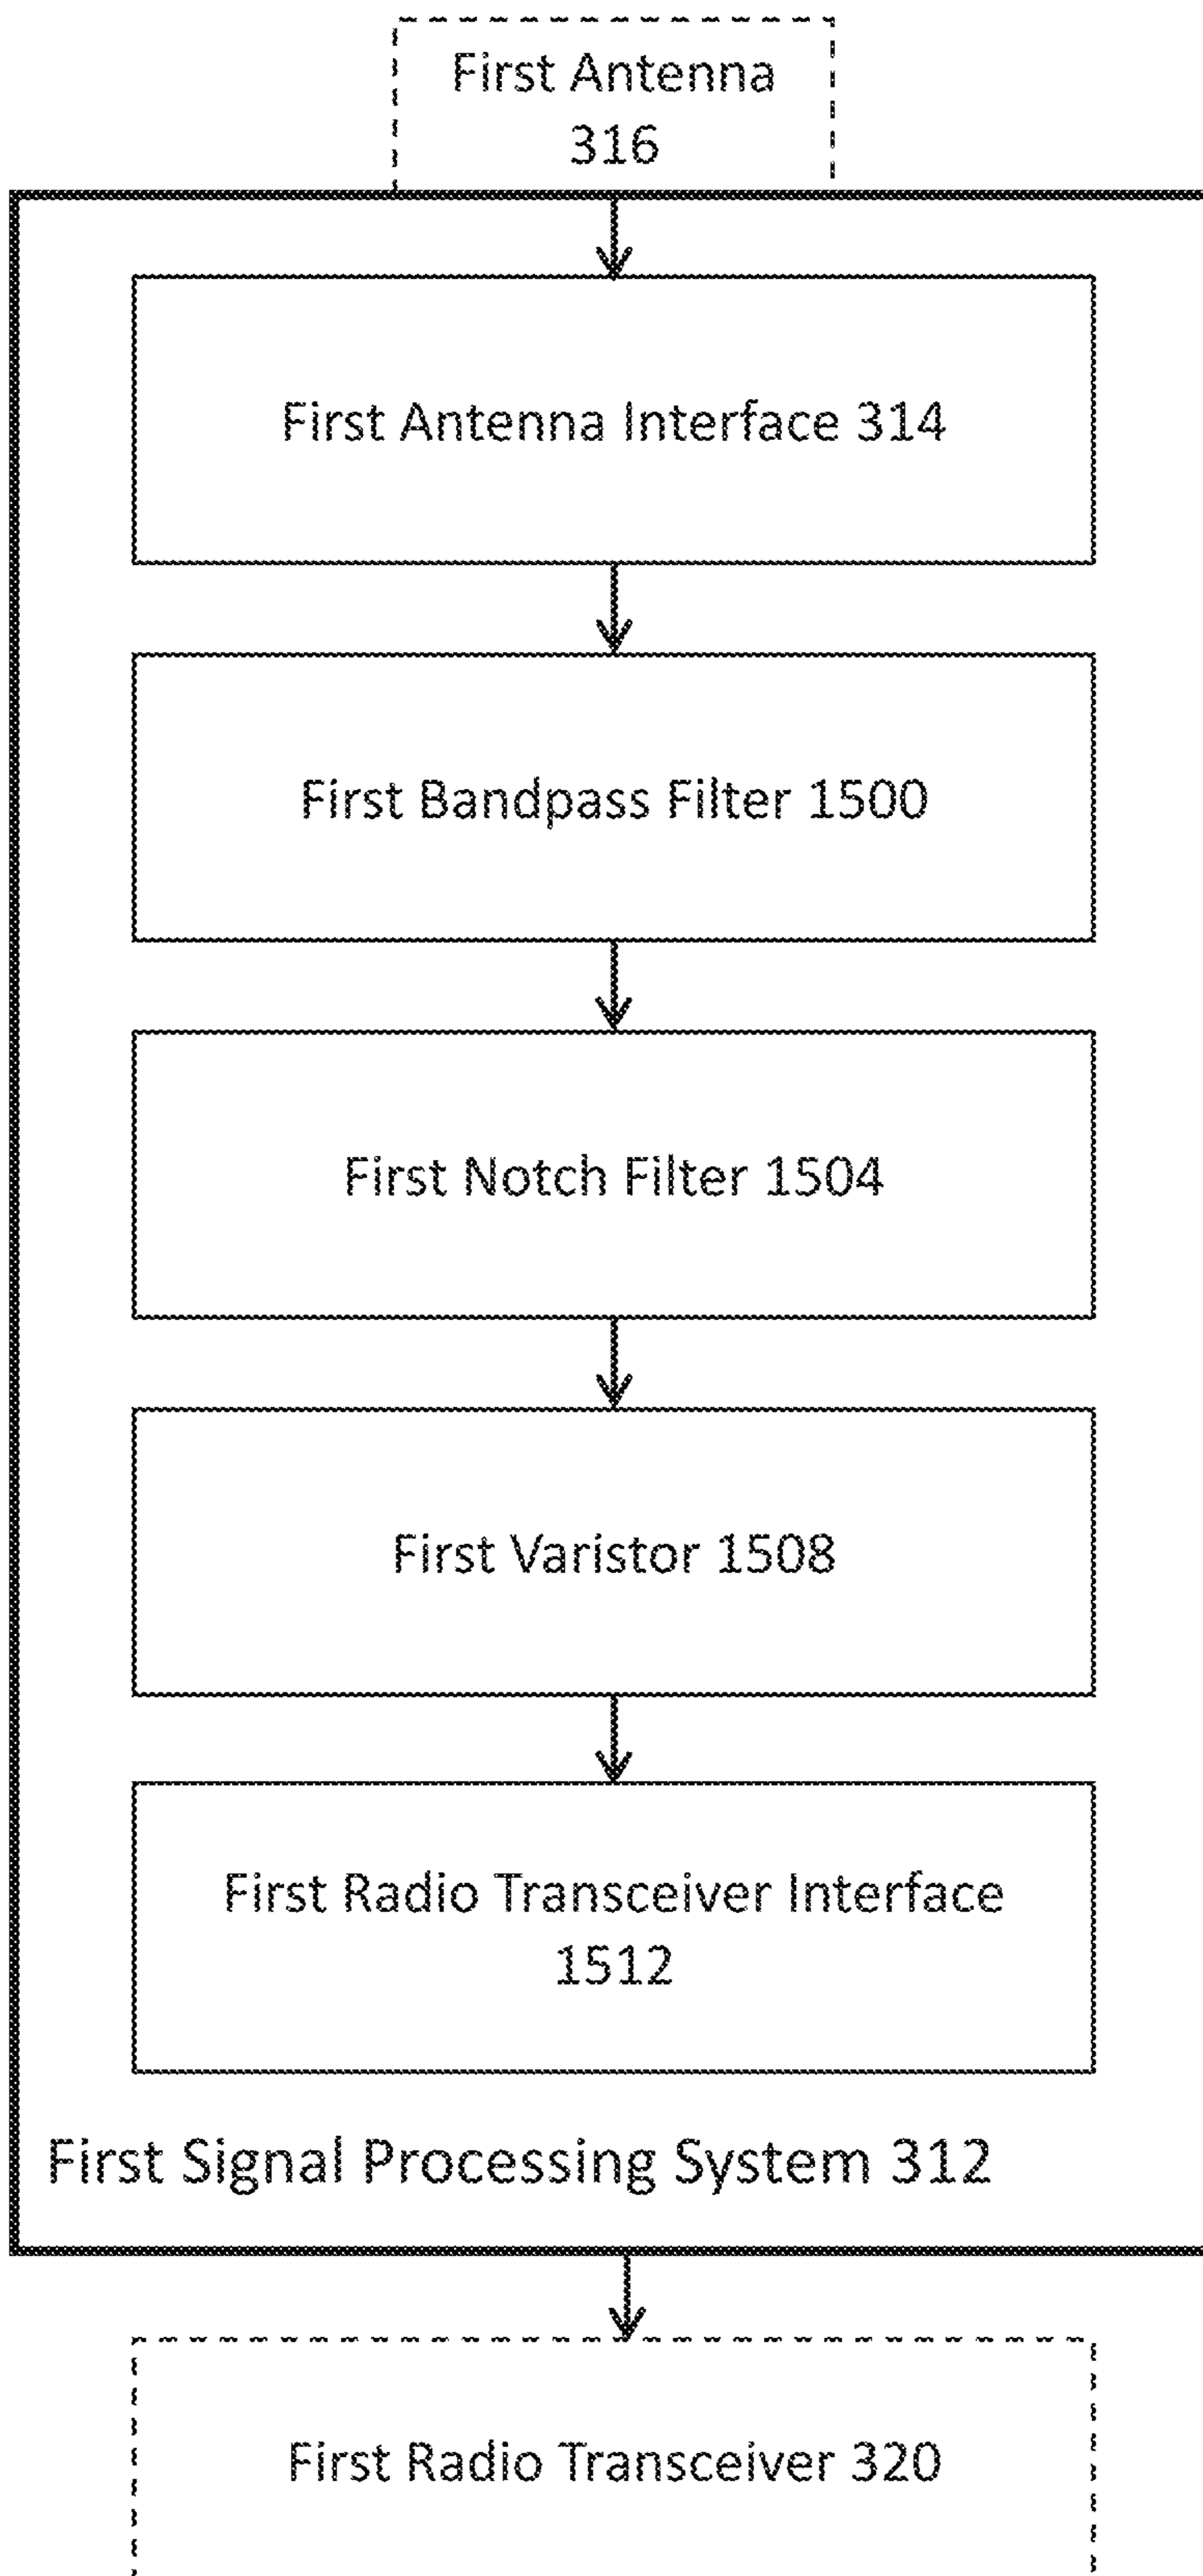 First Antenna
316
First Antenna Interface 314
First Bandpass Filter 1500
First Notch Filter 1504
First Varistor 1508
First Radio Transceiver Interface
1512
First Signal Processing System 312
First Radio Transceiver 320